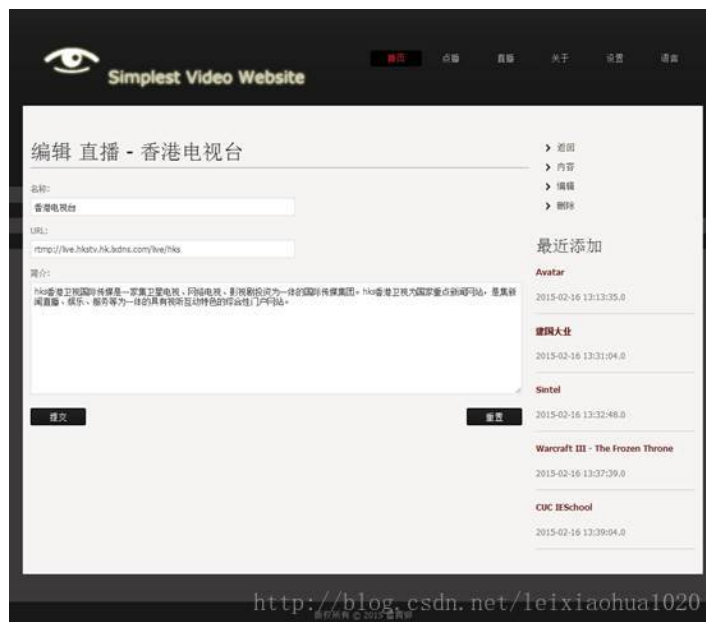 Simplest Video Website
首页 点播 直播 关于 设置 语言
编辑 直播 - 香港电视台
名称:
香港电视台
URL:
rtmp://live.hkstv.hk.lxdns.com/live/hks
简介:
hks香港卫视国际传媒是一家集卫星电视、网络电视、影视剧投资为一体的国际传媒集团。hks香港卫视为国家重点新闻网站，是集新
闻直播、娱乐、服务等为一体的具有视听互动特色的综合性门户网站。
提交
重置
返回
内容
编辑
删除
最近添加
Avatar
2015-02-16 13:13:35.0
建国大业
2015-02-16 13:31:04.0
Sintel
2015-02-16 13:32:48.0
Warcraft III - The Frozen Throne
2015-02-16 13:37:39.0
CUC IESchool
2015-02-16 13:39:04.0
http://blog.csdn.net/leixiaohua1020
版权所有 © 2015 雷霄骅